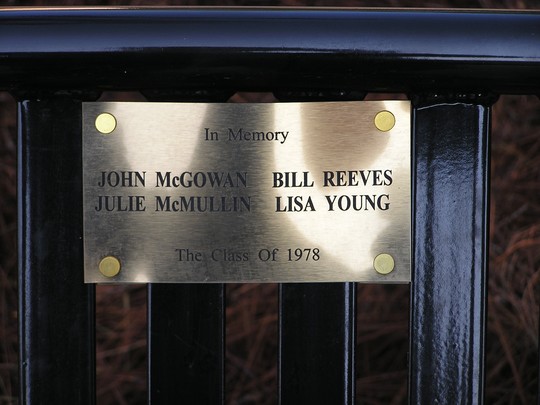 In Memory
JOHN McGOWAN BILL REEVES
JULIE McMULLIN LISA YOUNG
The Class Of 1978